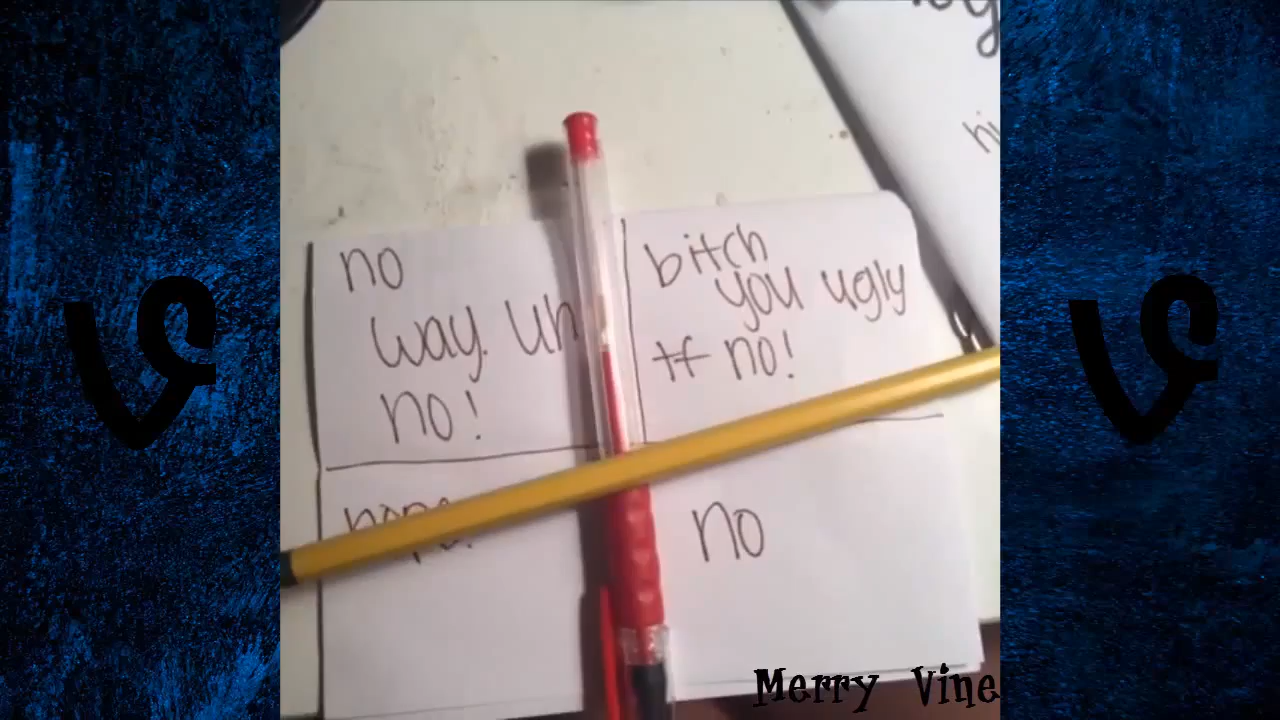 no
way. uh
no!
bitch
you ugly
tf no!
no
Merry Vine